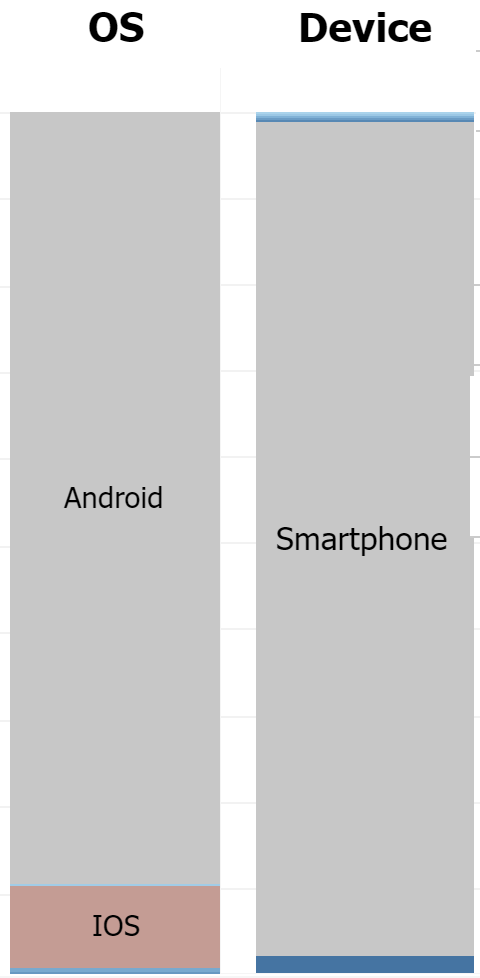 OS
Device
Android
Smartphone
IOS